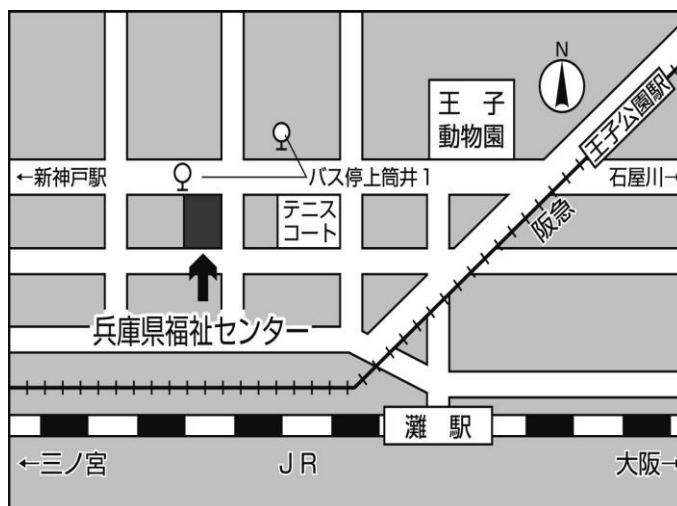 N
王子
動物園
王子公園駅
←新神戸駅
バス停上筒井1
石屋川→
テニス
コート
阪急
兵庫県福祉センター
灘駅
←三ノ宮
JR
大阪→